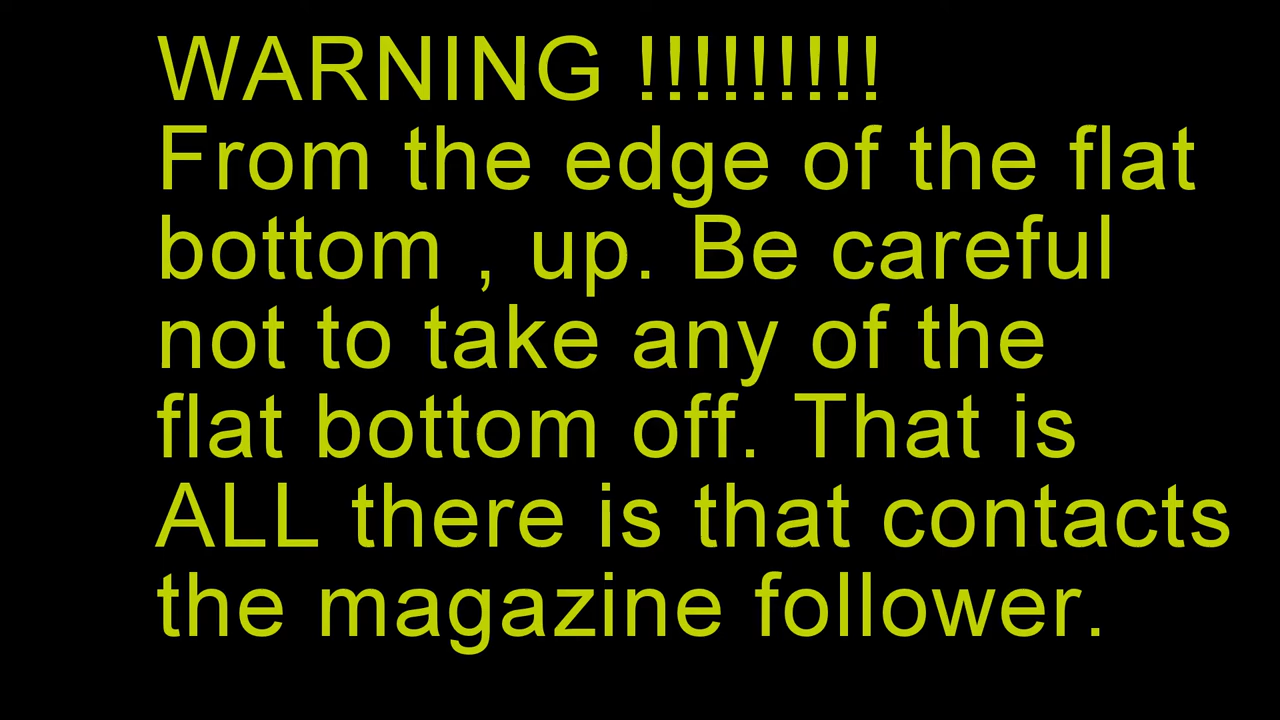 WARNING !!!!!!!!!
From the edge of the flat
bottom , up. Be careful
not to take any of the
flat bottom off. That is
ALL there is that contacts
the magazine follower.